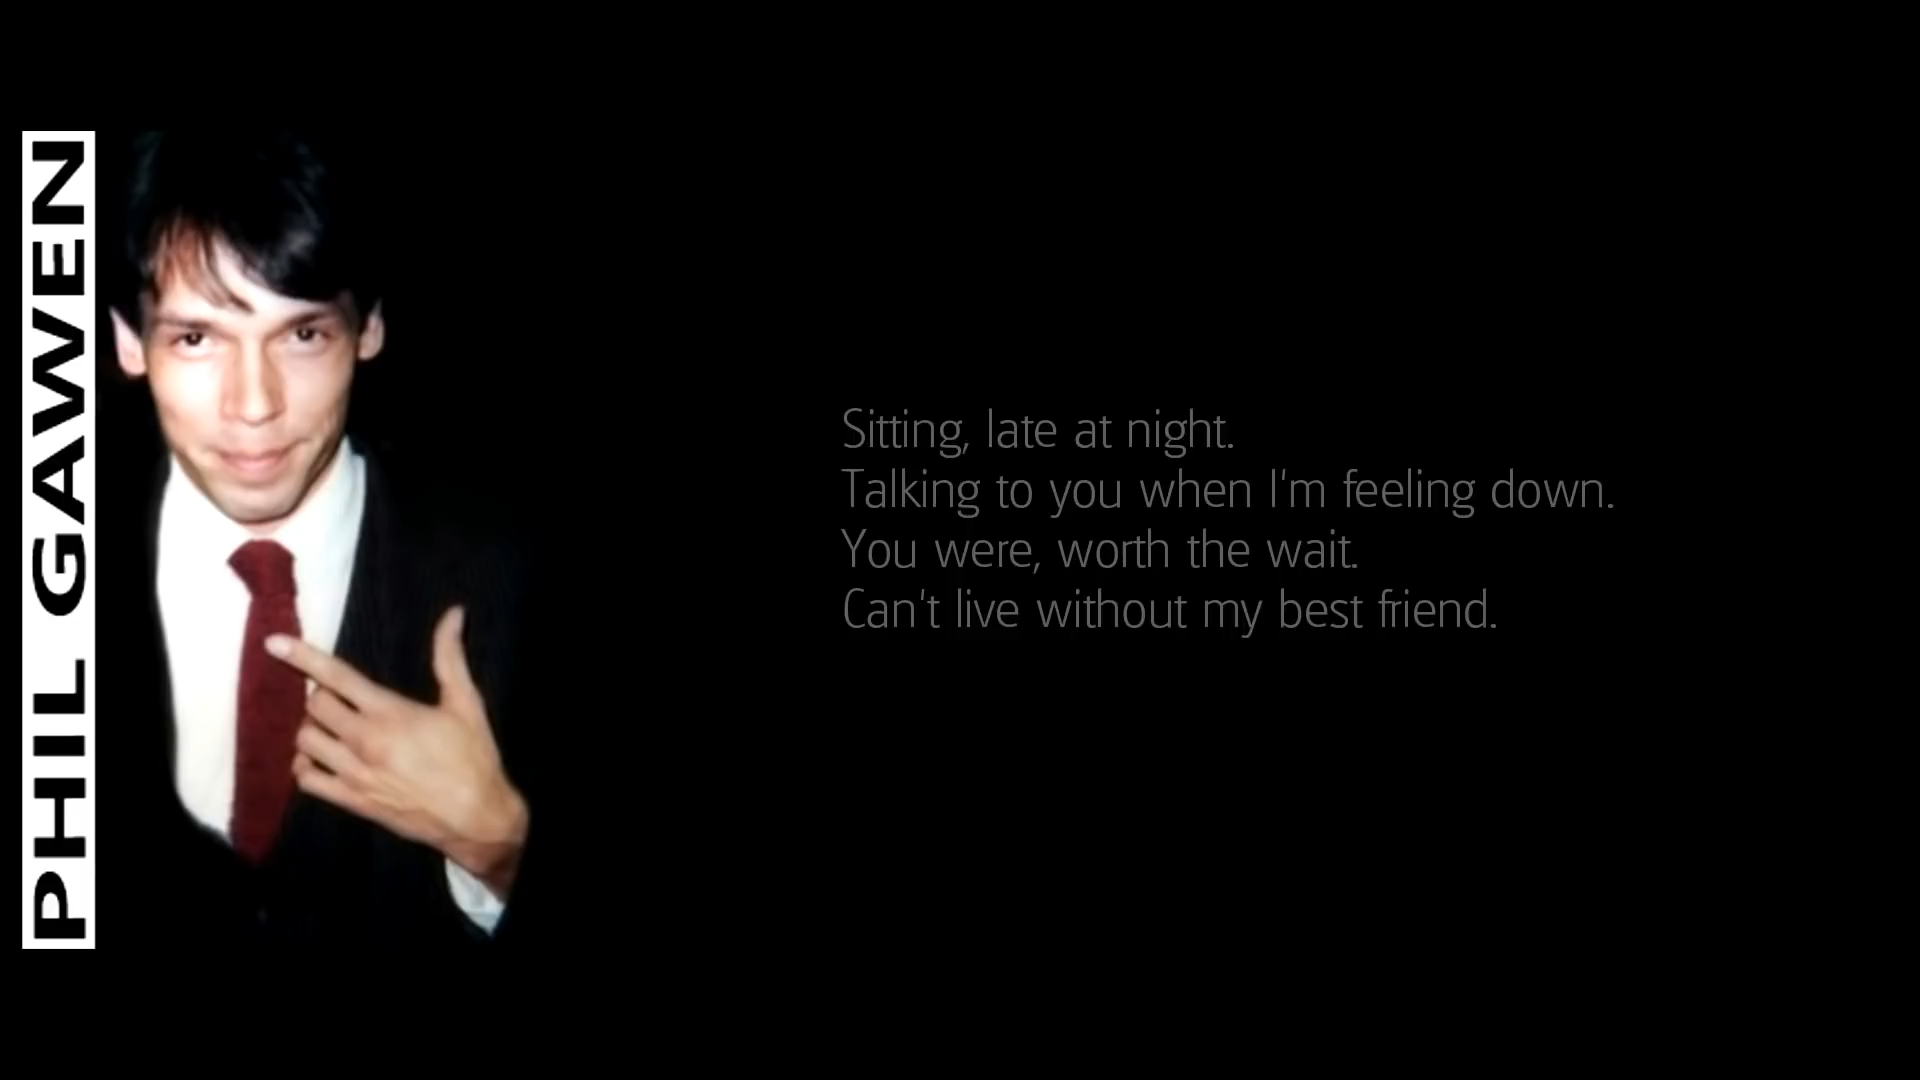 PHIL GAWEN
Sitting, late at night.
Talking to you when I'm feeling down.
You were, worth the wait.
Can't live without my best friend.